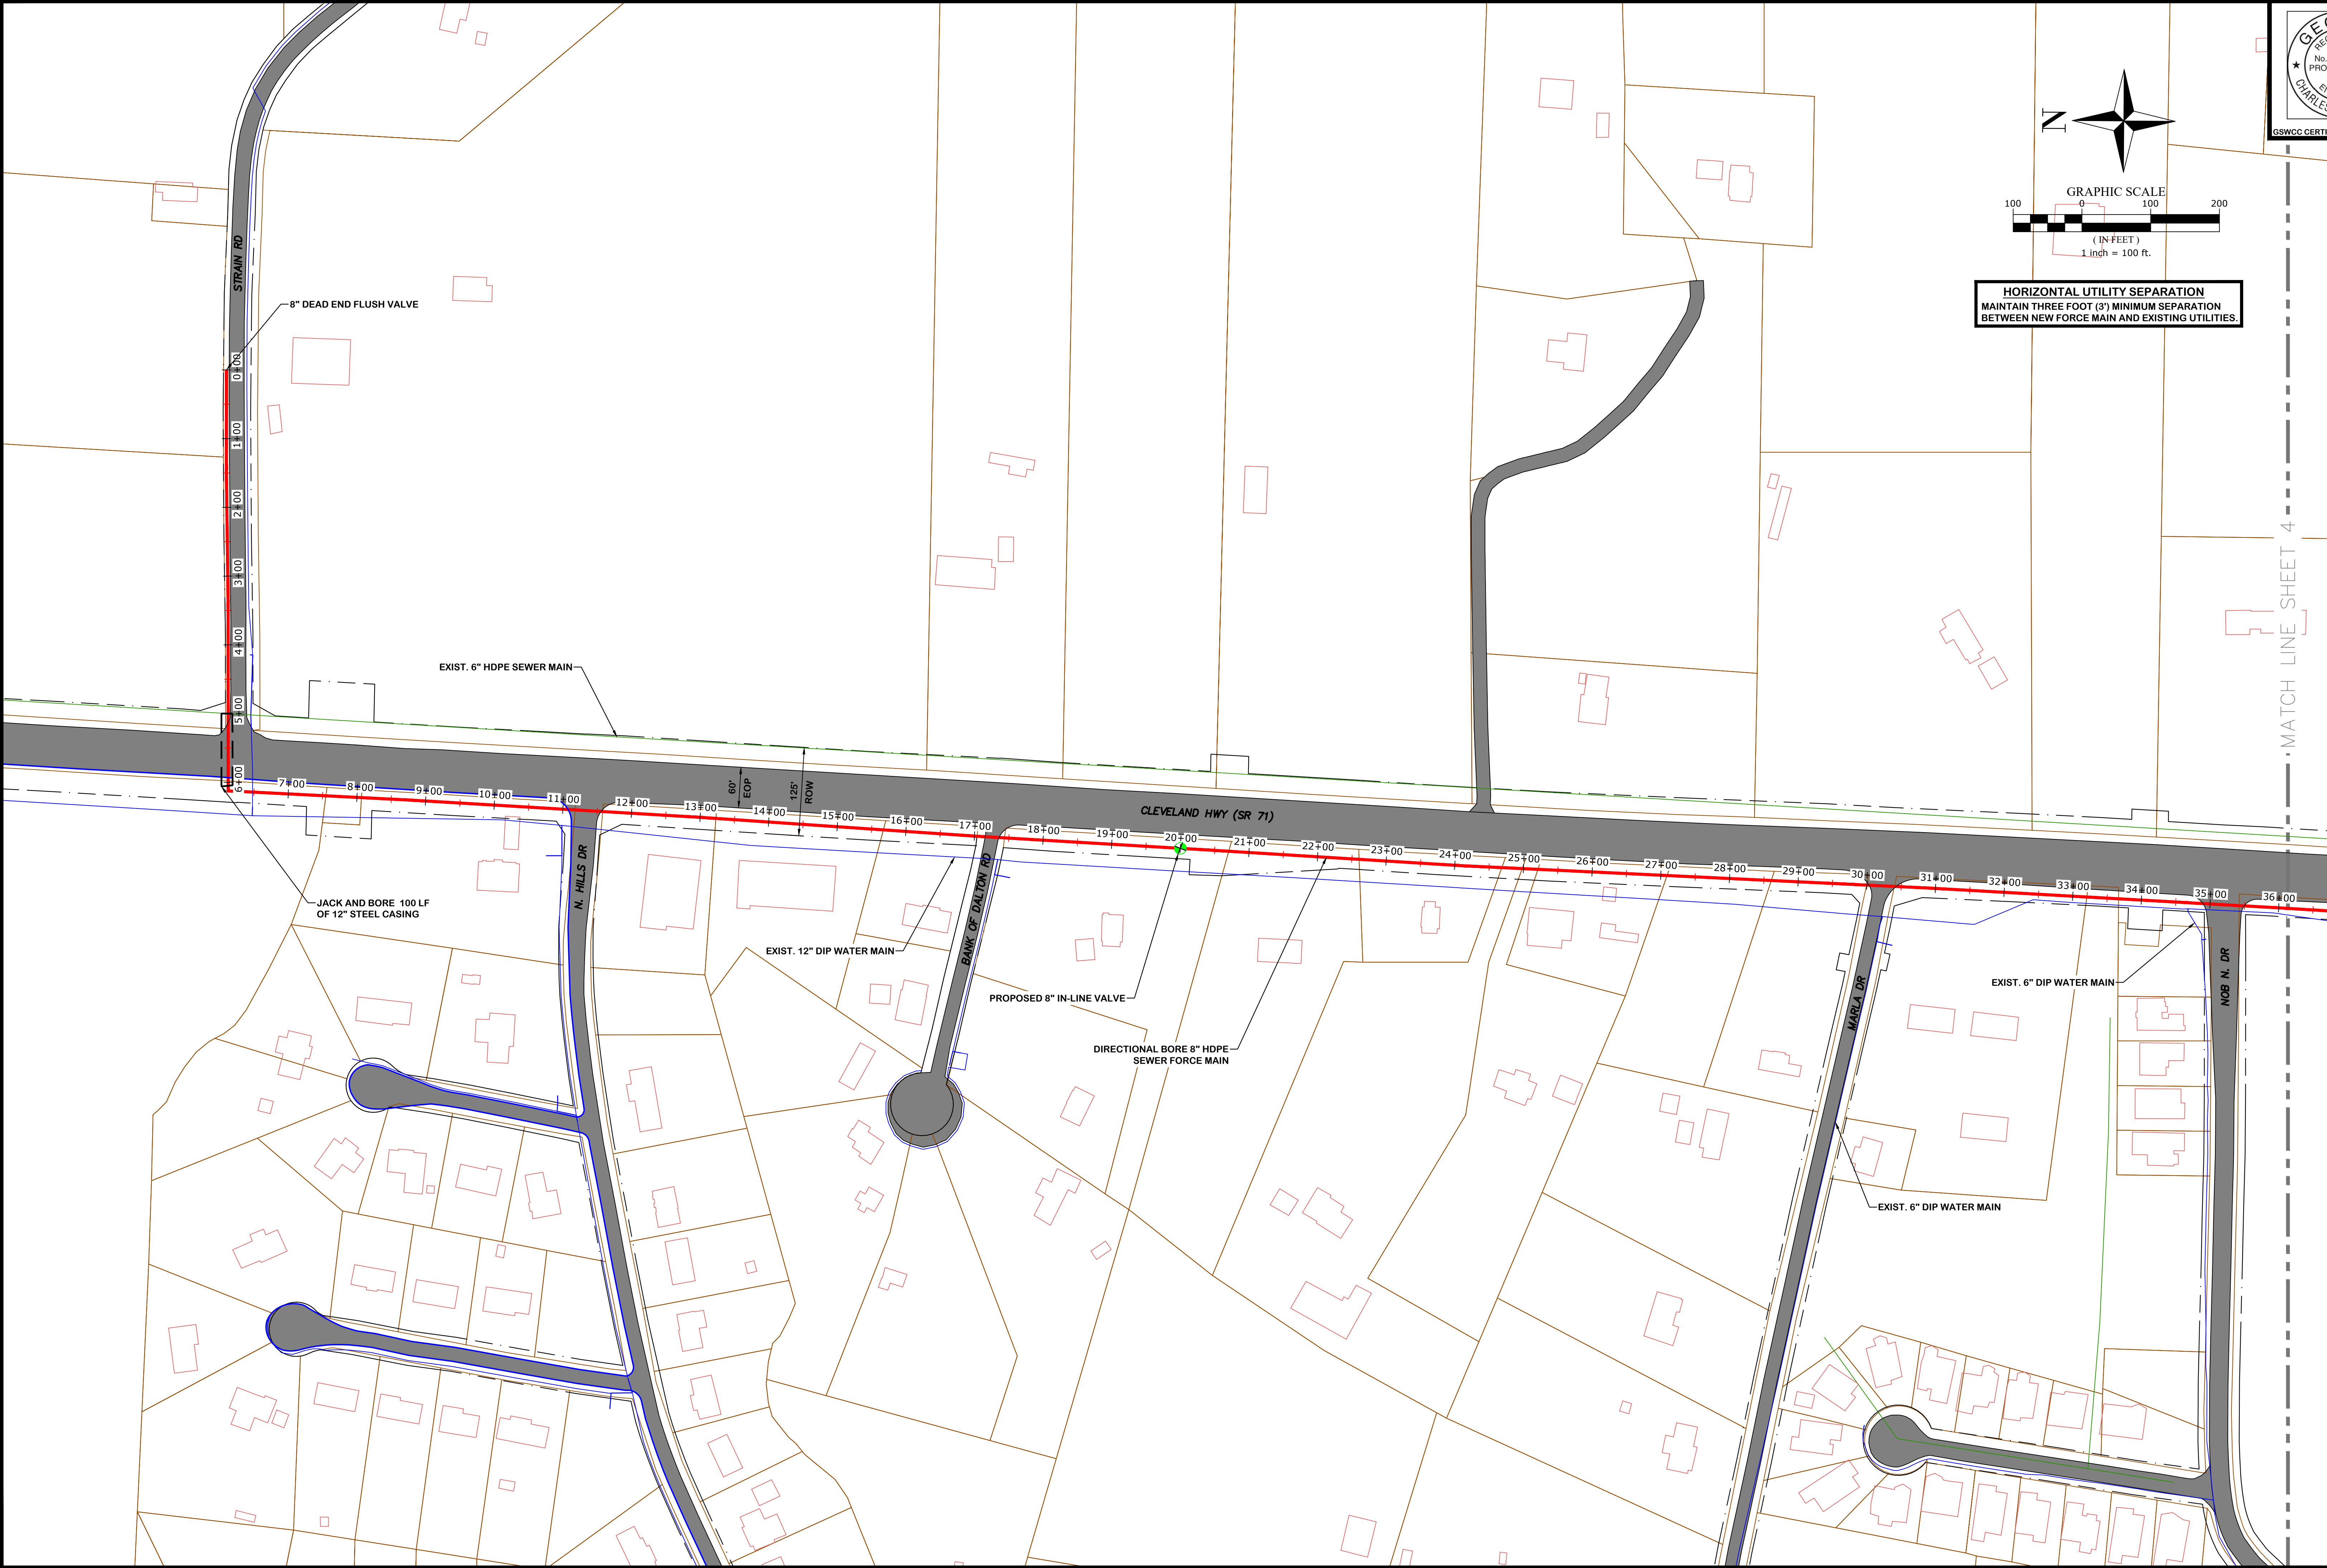 GEO
REG
No.
PRO
CHARLES
GSWCC CERTI
N
GRAPHIC SCALE
100 0 100 200
( IN FEET )
1 inch = 100 ft.
HORIZONTAL UTILITY SEPARATION
MAINTAIN THREE FOOT (3') MINIMUM SEPARATION
BETWEEN NEW FORCE MAIN AND EXISTING UTILITIES.
STRAIN RD
8" DEAD END FLUSH VALVE
0+00
1+00
2+00
3+00
4+00
5+00
6+00
MATCH LINE SHEET 4
EXIST. 6" HDPE SEWER MAIN
60'
EOP
125'
ROW
CLEVELAND HWY (SR 71)
7+00
8+00
9+00
10+00
11+00
12+00
13+00
14+00
15+00
16+00
17+00
18+00
19+00
20+00
21+00
22+00
23+00
24+00
25+00
26+00
27+00
28+00
29+00
30+00
31+00
32+00
33+00
34+00
35+00
36+00
JACK AND BORE 100 LF
OF 12" STEEL CASING
N. HILLS DR
EXIST. 12" DIP WATER MAIN
BANK OF DALTON RD
PROPOSED 8" IN-LINE VALVE
DIRECTIONAL BORE 8" HDPE
SEWER FORCE MAIN
MARLA DR
EXIST. 6" DIP WATER MAIN
NOB N. DR
EXIST. 6" DIP WATER MAIN